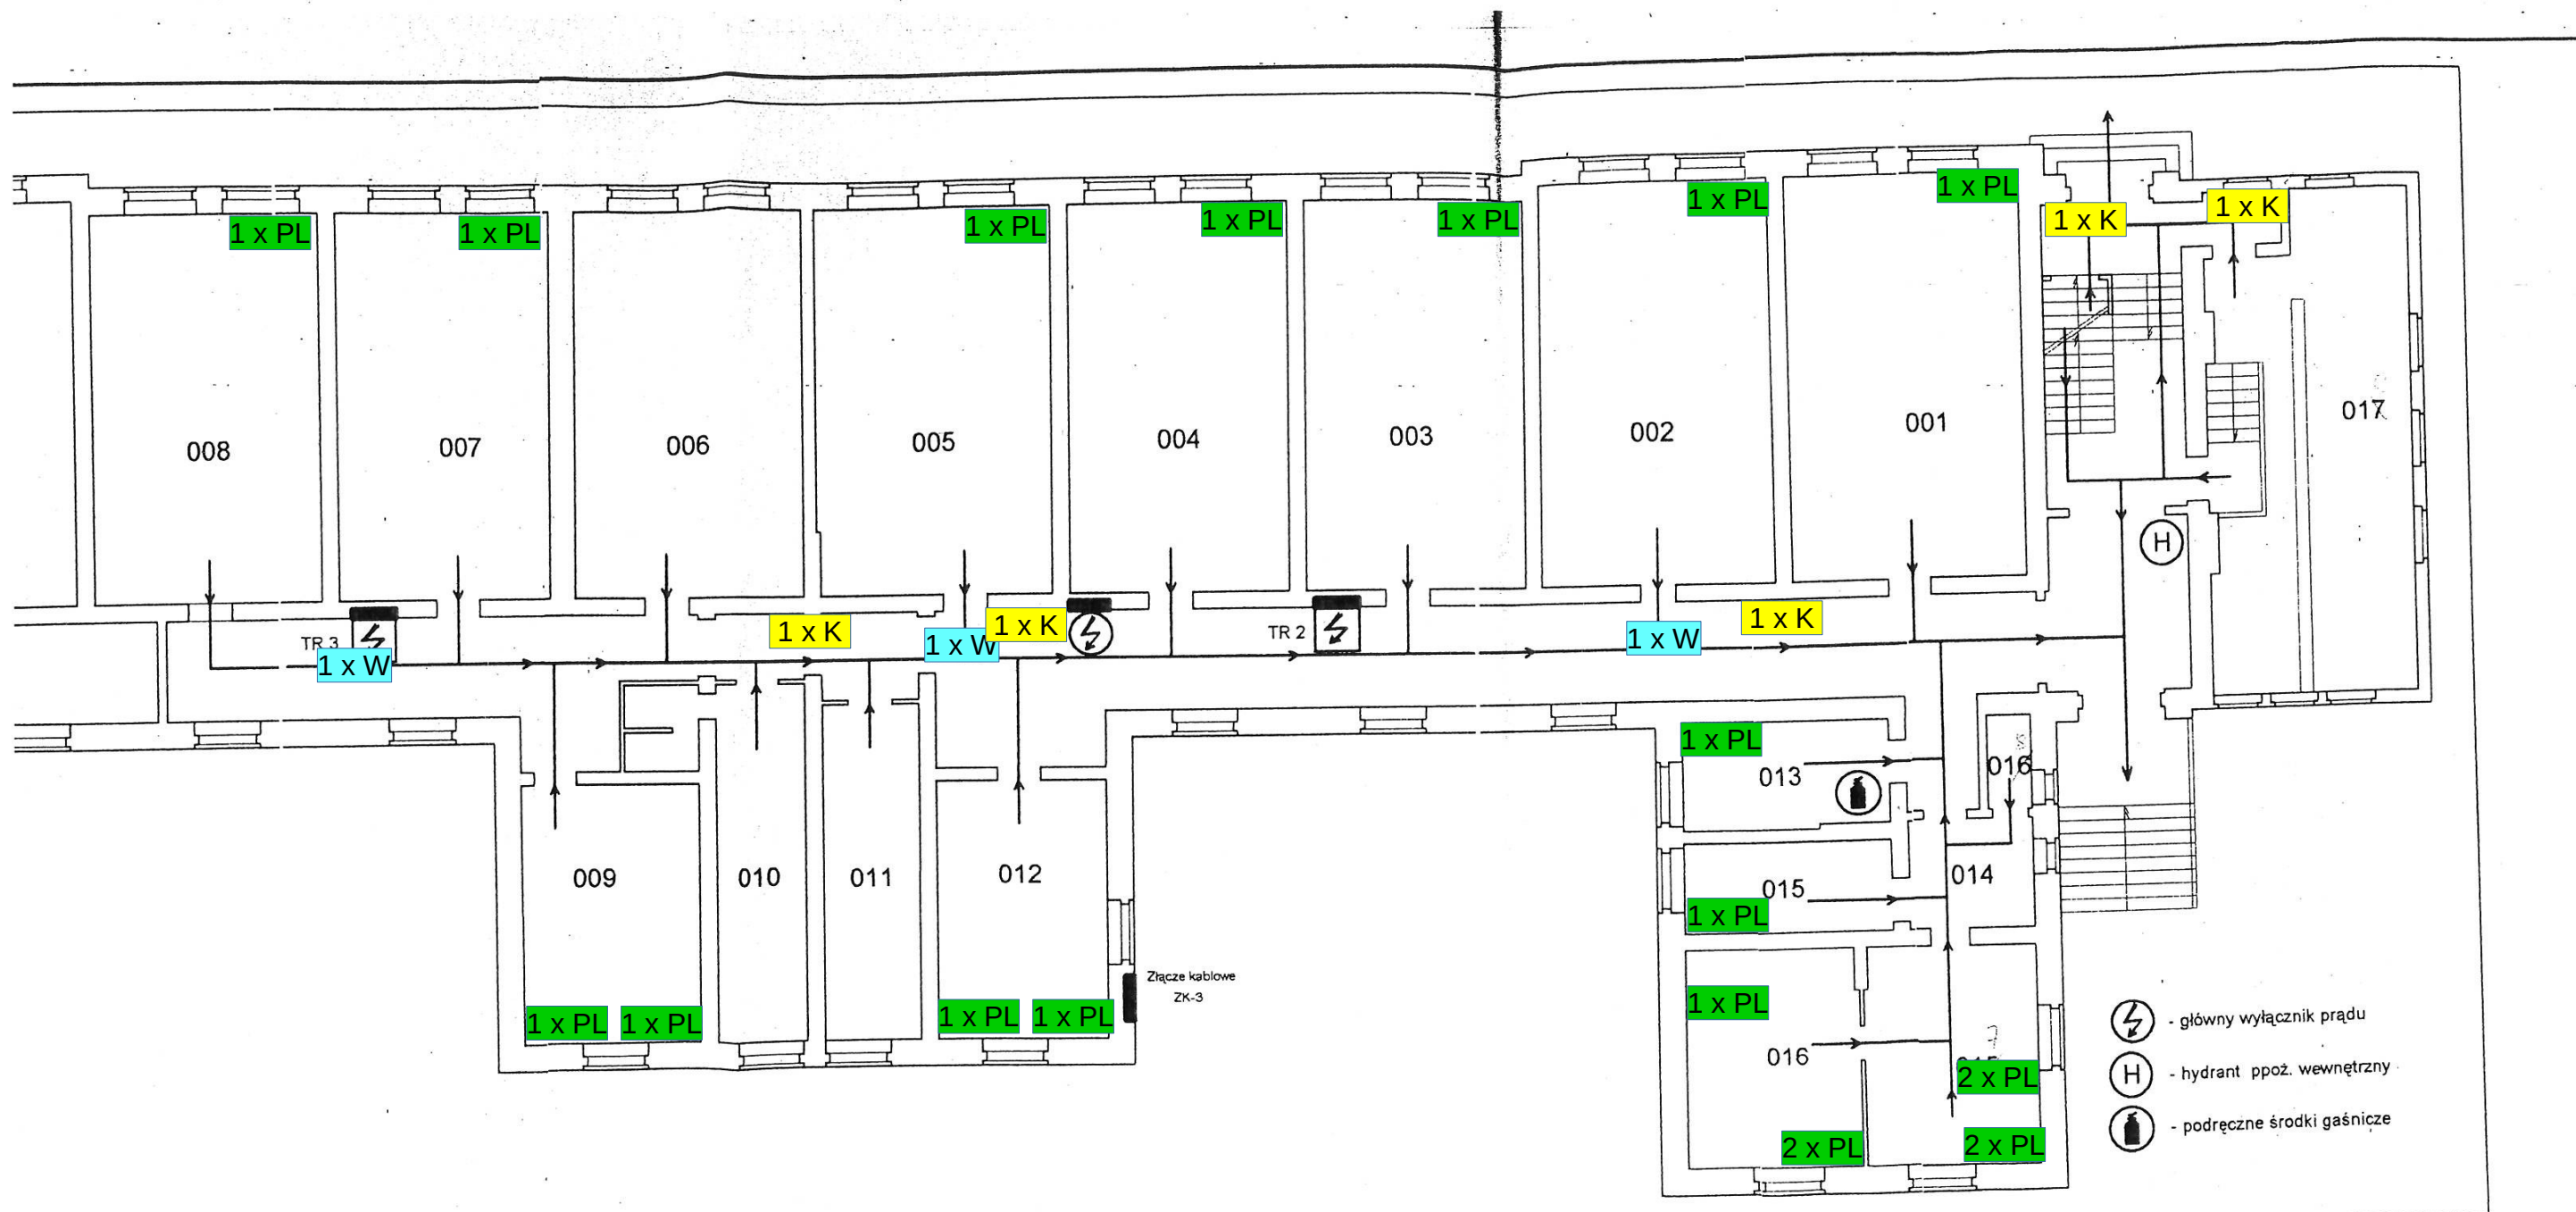 1 x PL
1 x PL
1 x PL
1 x PL
1 x PL
1 x PL
1 x PL
1 x K
1 x K
008
007
006
005
004
003
002
001
017
H
TR 3
1 x W
1 x K
1 x W
1 x K
TR 2
1 x W
1 x K
1 x PL
013
016
009
010
011
012
015
014
1 x PL
Złącze kablowe
ZK-3
1 x PL
1 x PL
1 x PL
1 x PL
1 x PL
016
7
2 x PL
2 x PL
2 x PL
- główny wyłącznik prądu
H - hydrant ppoż. wewnętrzny
- podręczne środki gaśnicze